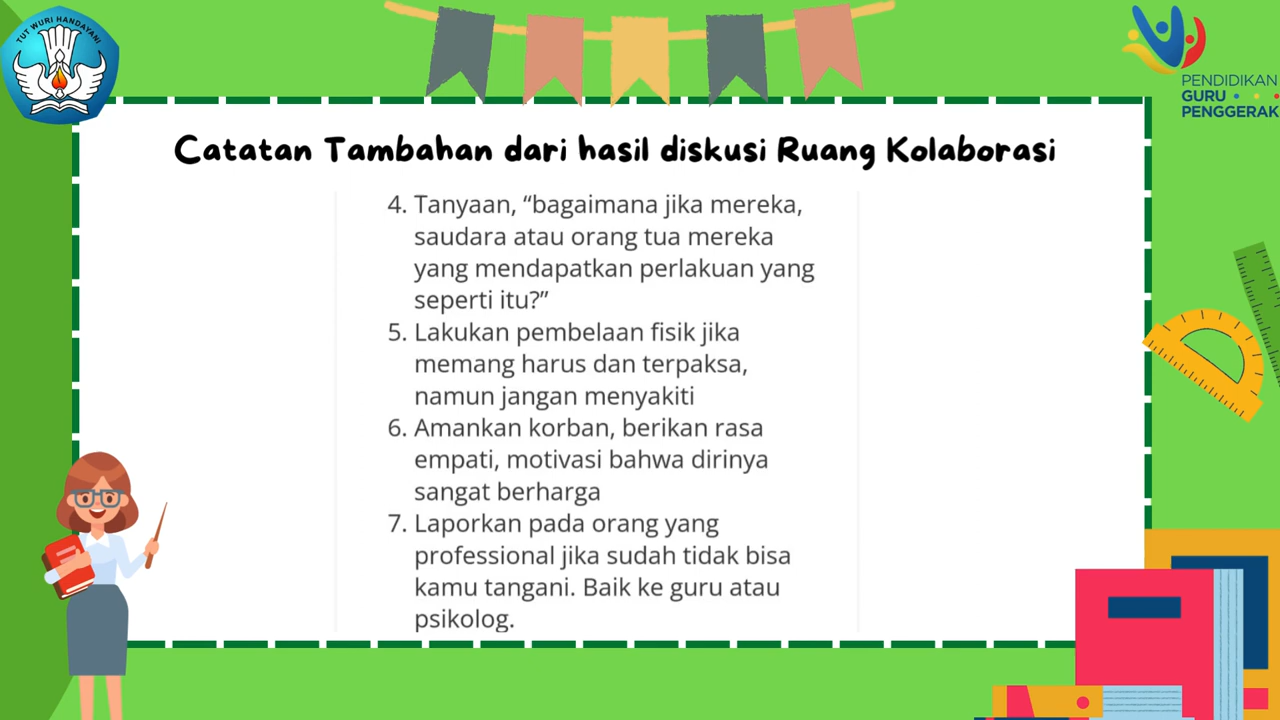 TUT WURI HANDAYANI
PENDIDIKAN
GURU
PENGGERAK
Catatan Tambahan dari hasil diskusi Ruang Kolaborasi
4. Tanyaan, “bagaimana jika mereka,
saudara atau orang tua mereka
yang mendapatkan perlakuan yang
seperti itu?”
5. Lakukan pembelaan fisik jika
memang harus dan terpaksa,
namun jangan menyakiti
6. Amankan korban, berikan rasa
empati, motivasi bahwa dirinya
sangat berharga
7. Laporkan pada orang yang
professional jika sudah tidak bisa
kamu tangani. Baik ke guru atau
psikolog.